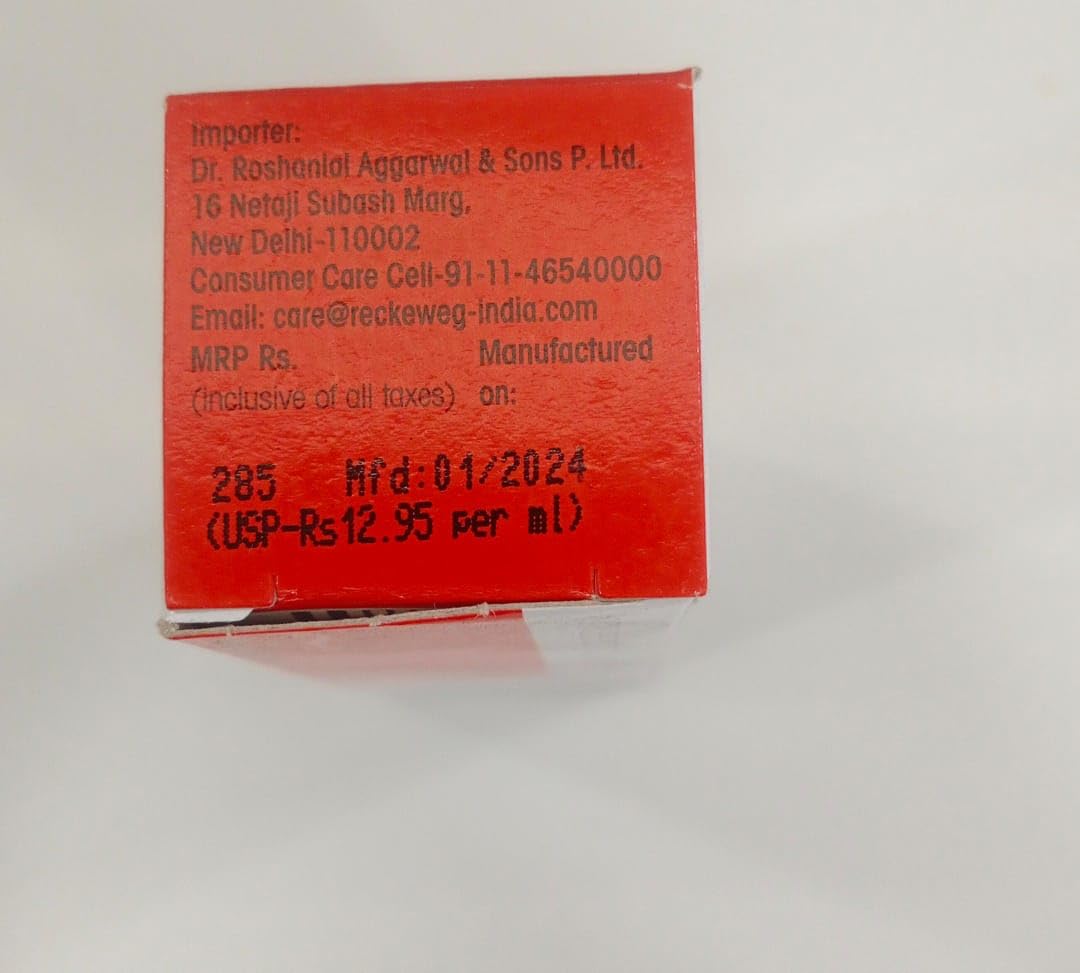 Importer:
Dr. Roshanlal Aggarwal & Sons P. Ltd.
16 Netaji Subash Marg,
New Delhi-110002
Consumer Care Cell-91-11-46540000
Email: care@reckeweg-india.com
MRP Rs. Manufactured
(inclusive of all taxes) on:
285 Mfd:01/2024
(USP-Rs12.95 per ml)